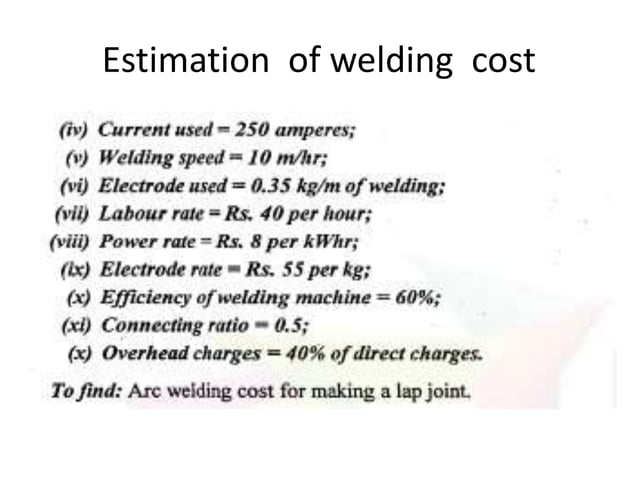 Estimation of welding cost
(iv) Current used = 250 amperes;
(v) Welding speed = 10 m/hr;
(vi) Electrode used = 0.35 kg/m of welding;
(vii) Labour rate = Rs. 40 per hour;
(viii) Power rate = Rs. 8 per kWhr;
(ix) Electrode rate = Rs. 55 per kg;
(x) Efficiency of welding machine = 60%;
(xi) Connecting ratio = 0.5;
(x) Overhead charges = 40% of direct charges.
To find: Arc welding cost for making a lap joint.